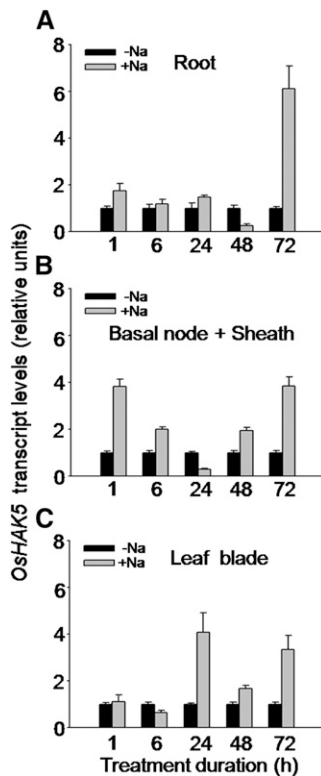 OsHAK5 transcript levels (relative units)
A
-Na
+Na
Root
8
6
4
2
0
1 6 24 48 72
B
-Na
+Na
Basal node + Sheath
8
6
4
2
0
1 6 24 48 72
C
-Na
+Na
Leaf blade
8
6
4
2
0
1 6 24 48 72
Treatment duration (h)